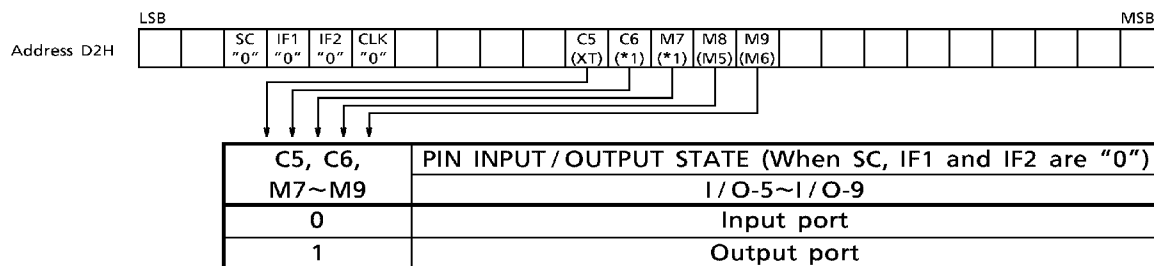 LSB MSB
Address D2H
SC IF1 IF2 CLK C5 C6 M7 M8 M9
"0" "0" "0" "0" (XT) (*1) (*1) (M5) (M6)
C5, C6, PIN INPUT/OUTPUT STATE (When SC, IF1 and IF2 are "0")
M7~M9 I/O-5~I/O-9
0 Input port
1 Output port